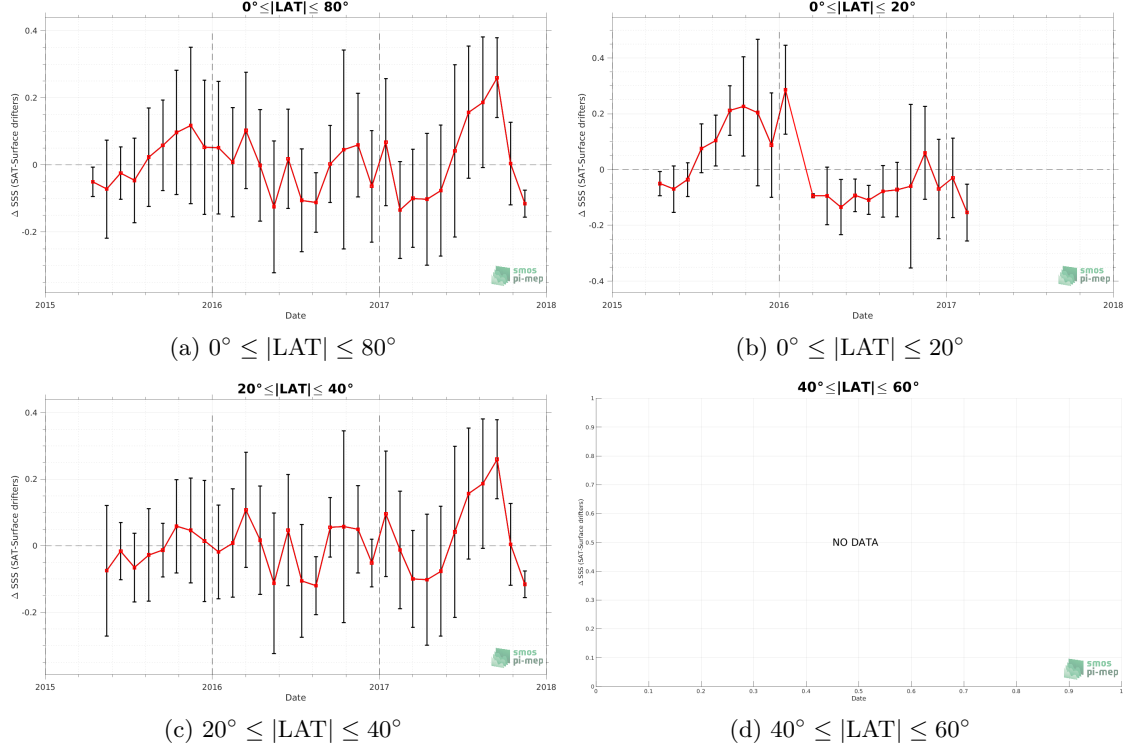 0°≤|LAT|≤ 80°
Δ SSS (SAT-Surface drifters)
0.4
0.2
0
-0.2
2015
2016
2017
2018
Date
smos
pi-mep
(a) 0° ≤ |LAT| ≤ 80°
0°≤|LAT|≤ 20°
Δ SSS (SAT-Surface drifters)
0.4
0.2
0
-0.2
-0.4
2015
2016
2017
2018
Date
smos
pi-mep
(b) 0° ≤ |LAT| ≤ 20°
20°≤|LAT|≤ 40°
Δ SSS (SAT-Surface drifters)
0.4
0.2
0
-0.2
2015
2016
2017
2018
Date
smos
pi-mep
(c) 20° ≤ |LAT| ≤ 40°
40°≤|LAT|≤ 60°
Δ SSS (SAT-Surface drifters)
1
0.9
0.8
0.7
0.6
0.5
0.4
0.3
0.2
0.1
0
NO DATA
0
0.1
0.2
0.3
0.4
0.5
0.6
0.7
0.8
0.9
1
Date
smos
pi-mep
(d) 40° ≤ |LAT| ≤ 60°